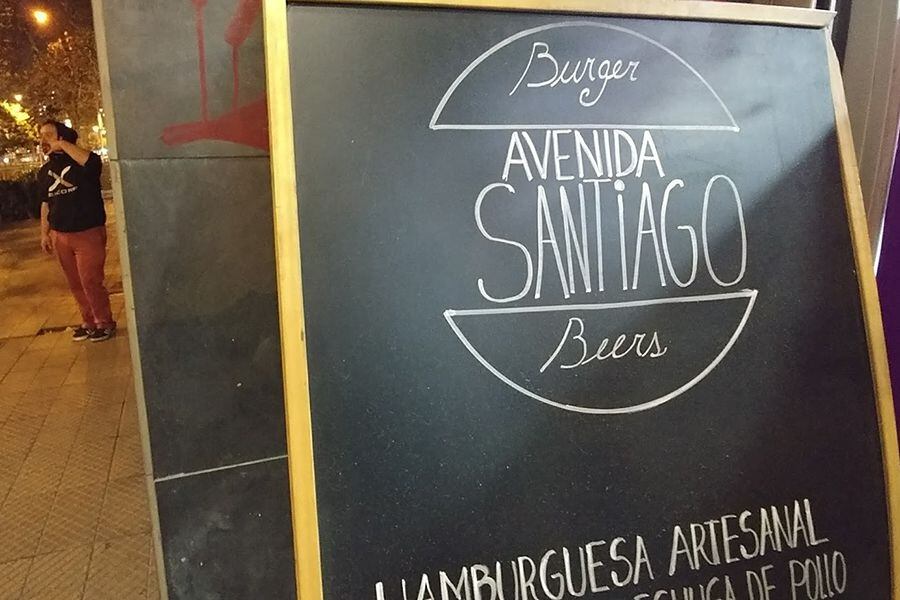 Burger
AVENIDA
SANTIAGO
Beers
HAMBURGUESA ARTESANAL
DE POLLO
X